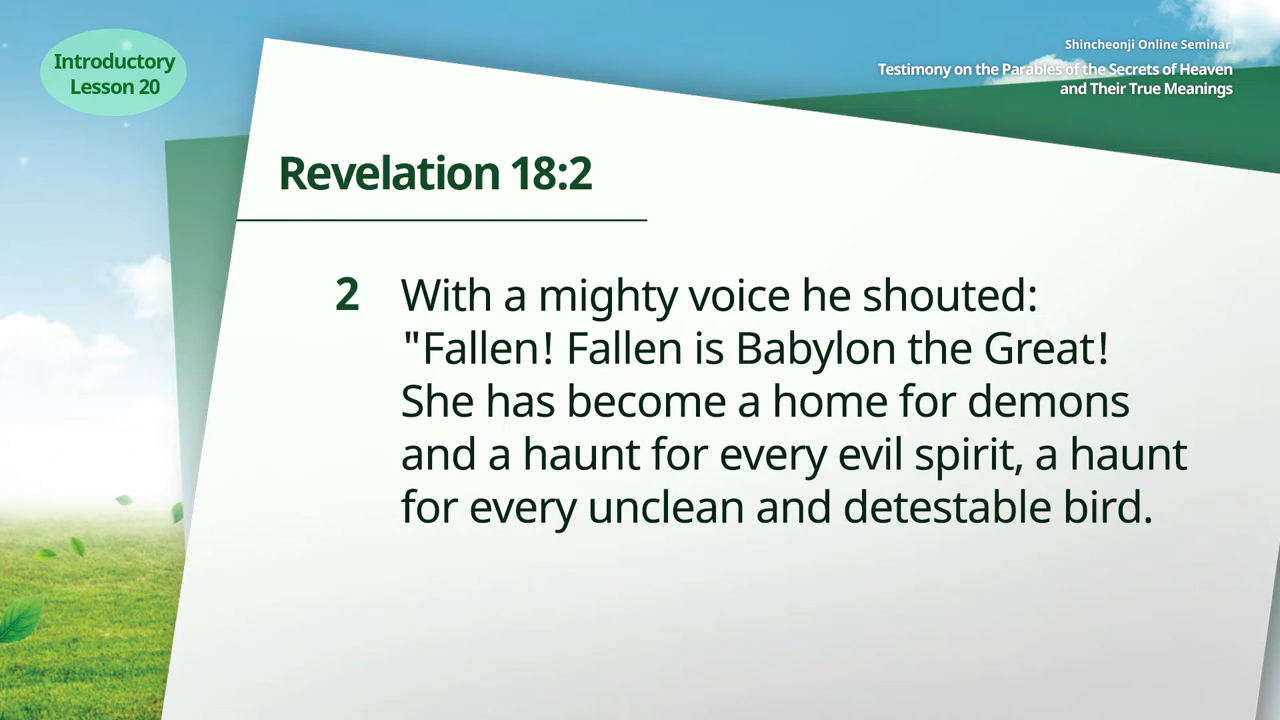 Introductory
Lesson 20
Shincheonji Online Seminar
Testimony on the Parables of the Secrets of Heaven
and Their True Meanings
Revelation 18:2
2 With a mighty voice he shouted:
"Fallen! Fallen is Babylon the Great!
She has become a home for demons
and a haunt for every evil spirit, a haunt
for every unclean and detestable bird.